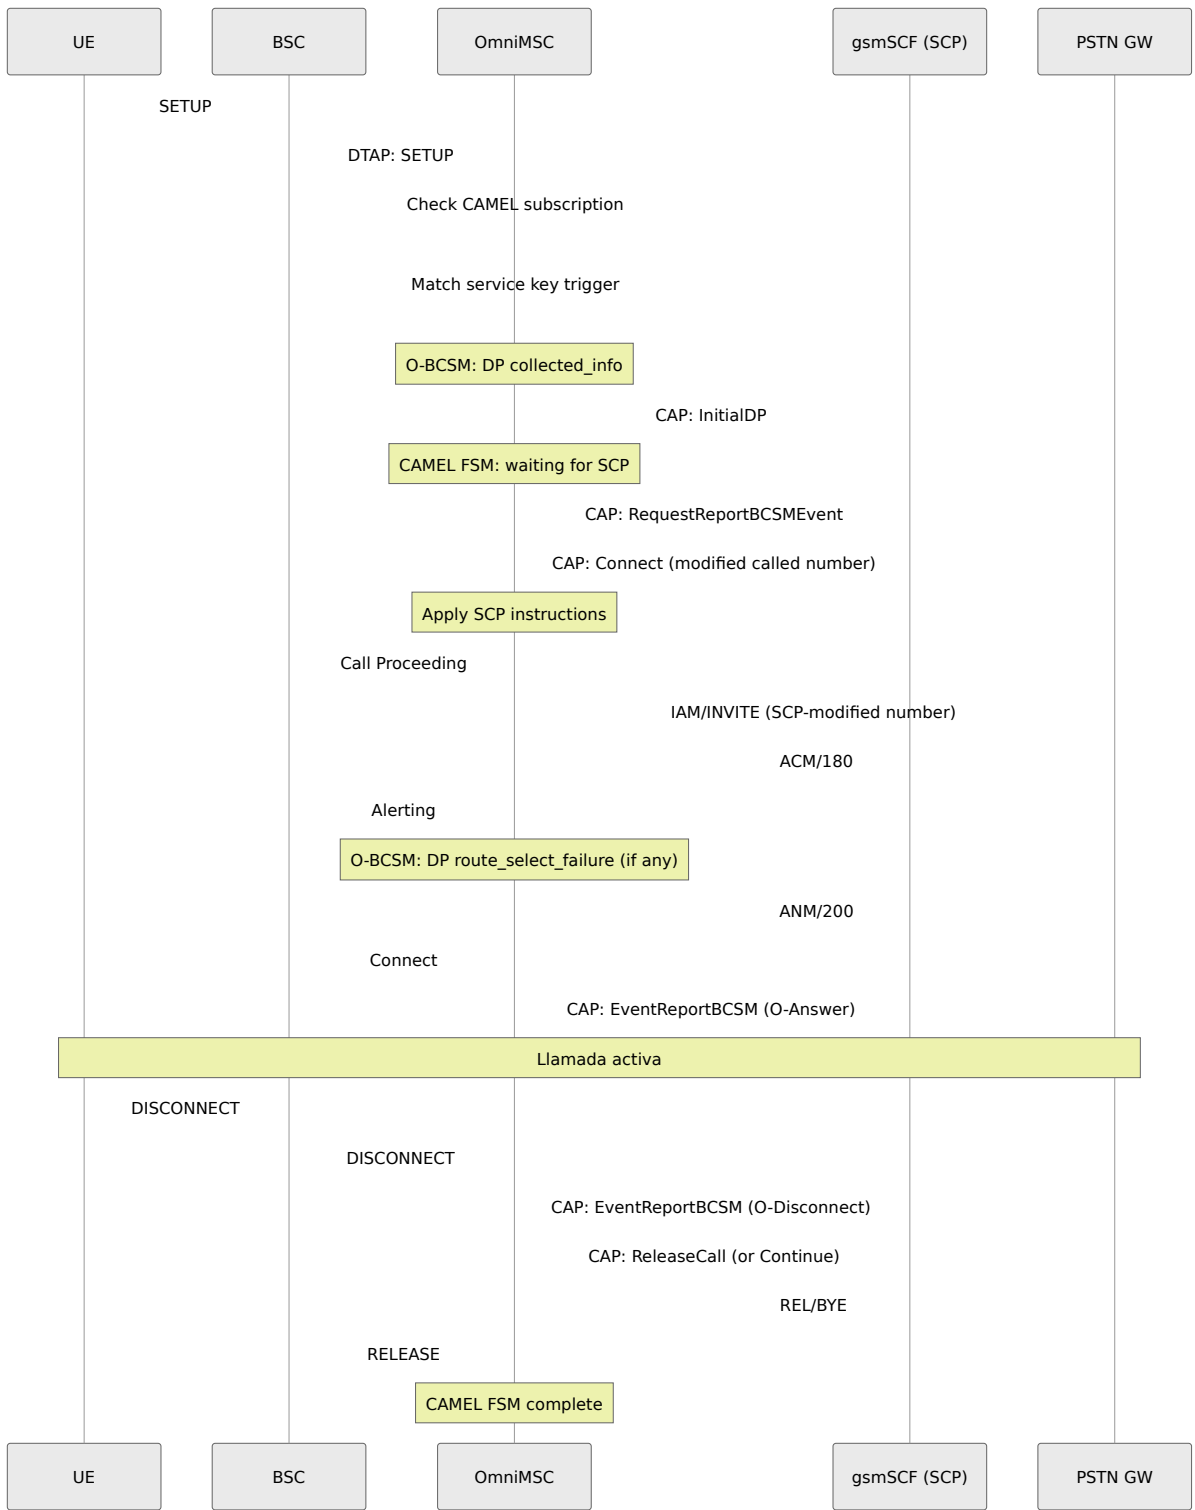 UE
BSC
OmniMSC
gsmSCF (SCP)
PSTN GW
SETUP
DTAP: SETUP
Check CAMEL subscription
Match service key trigger
O-BCSM: DP collected_info
CAP: InitialDP
CAMEL FSM: waiting for SCP
CAP: RequestReportBCSMEvent
CAP: Connect (modified called number)
Apply SCP instructions
Call Proceeding
IAM/INVITE (SCP-modified number)
ACM/180
Alerting
O-BCSM: DP route_select_failure (if any)
ANM/200
Connect
CAP: EventReportBCSM (O-Answer)
Llamada activa
DISCONNECT
DISCONNECT
CAP: EventReportBCSM (O-Disconnect)
CAP: ReleaseCall (or Continue)
REL/BYE
RELEASE
CAMEL FSM complete
UE
BSC
OmniMSC
gsmSCF (SCP)
PSTN GW